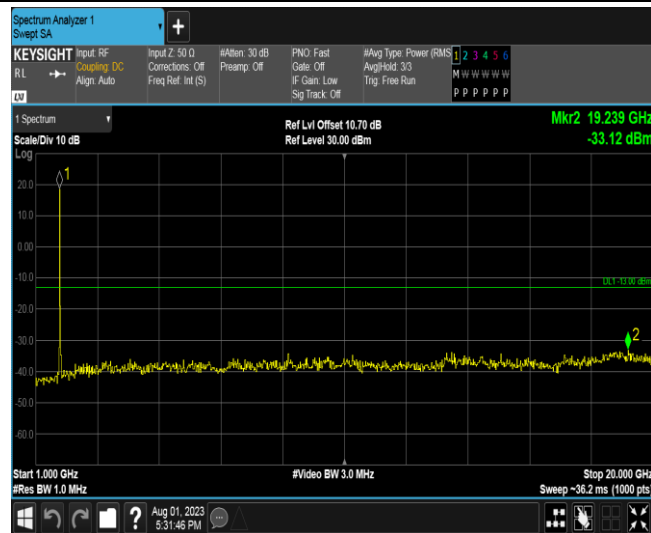 Spectrum Analyzer 1
Swept SA
+
KEYSIGHT
RL
LXI
Input: RF
Coupling: DC
Align: Auto
Input Z: 50 Ω
Corrections: Off
Freq Ref: Int (S)
#Atten: 30 dB
Preamp: Off
PNO: Fast
Gate: Off
IF Gain: Low
Sig Track: Off
#Avg Type: Power (RMS
Avg|Hold: 3/3
Trig: Free Run
1 2 3 4 5 6
M W W W W W
P P P P P P
1 Spectrum
Scale/Div 10 dB
Ref Lvl Offset 10.70 dB
Ref Level 30.00 dBm
Mkr2 19.239 GHz
-33.12 dBm
Log
1
20.0
10.0
0.00
-10.0
DL1 -13.00 dBm
-20.0
2
-30.0
-40.0
-50.0
-60.0
Start 1.000 GHz
#Video BW 3.0 MHz
Stop 20.000 GHz
#Res BW 1.0 MHz
Sweep ~36.2 ms (1000 pts)
?
Aug 01, 2023
5:31:46 PM